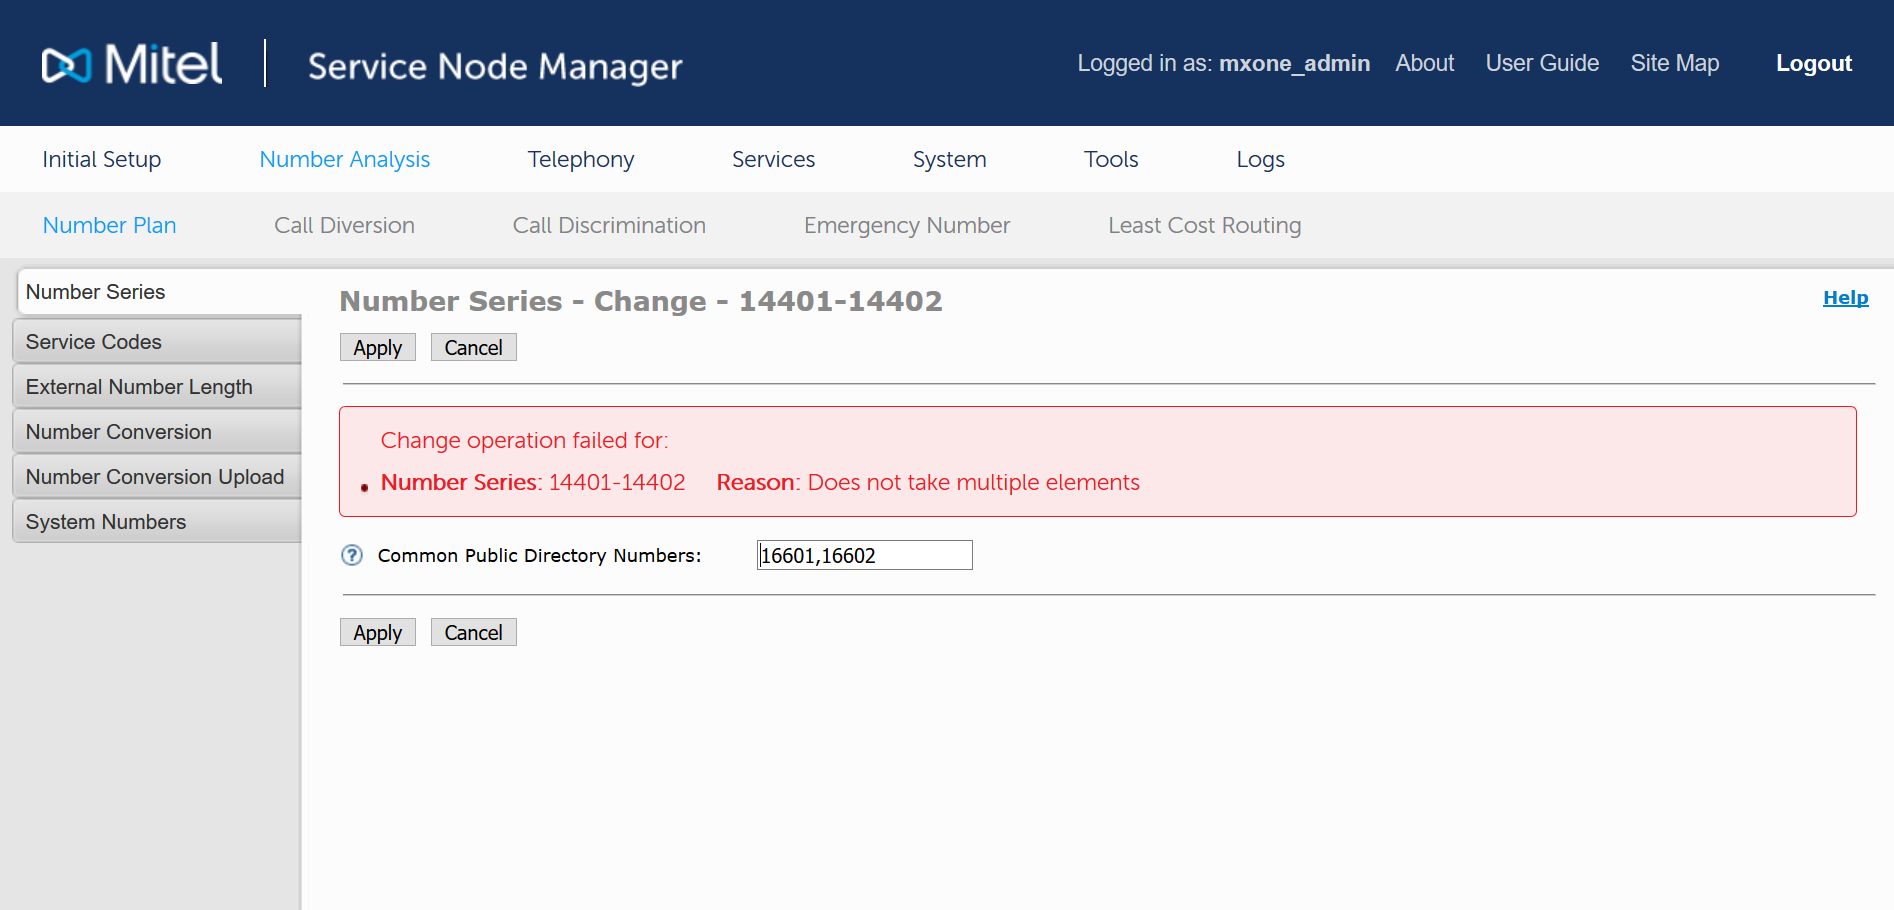 Mitel Service Node Manager Logged in as: mxone_admin About User Guide Site Map Logout
Initial Setup Number Analysis Telephony Services System Tools Logs
Number Plan Call Diversion Call Discrimination Emergency Number Least Cost Routing
Number Series
Service Codes
External Number Length
Number Conversion
Number Conversion Upload
System Numbers
Number Series - Change - 14401-14402 Help
Apply Cancel
Change operation failed for:
Number Series: 14401-14402 Reason: Does not take multiple elements
? Common Public Directory Numbers: 16601,16602
Apply Cancel